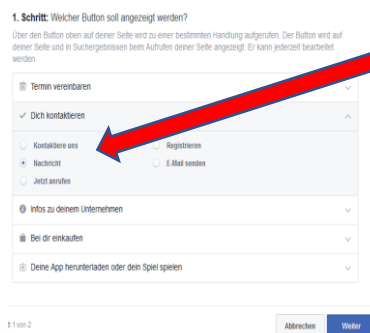 1. Schritt: Welcher Button soll angezeigt werden?
Über den Button oben auf deiner Seite wird zu einer bestimmten Handlung aufgerufen. Der Button wird auf
deiner Seite und in Suchergebnissen beim Aufrufen deiner Seite angezeigt. Er kann jederzeit bearbeitet
werden.
Termin vereinbaren
Dich kontaktieren
Kontaktiere uns
Registrieren
Nachricht
E-Mail senden
Jetzt anrufen
Infos zu deinem Unternehmen
Bei dir einkaufen
Deine App herunterladen oder dein Spiel spielen
1 von 2
Abbrechen
Weiter